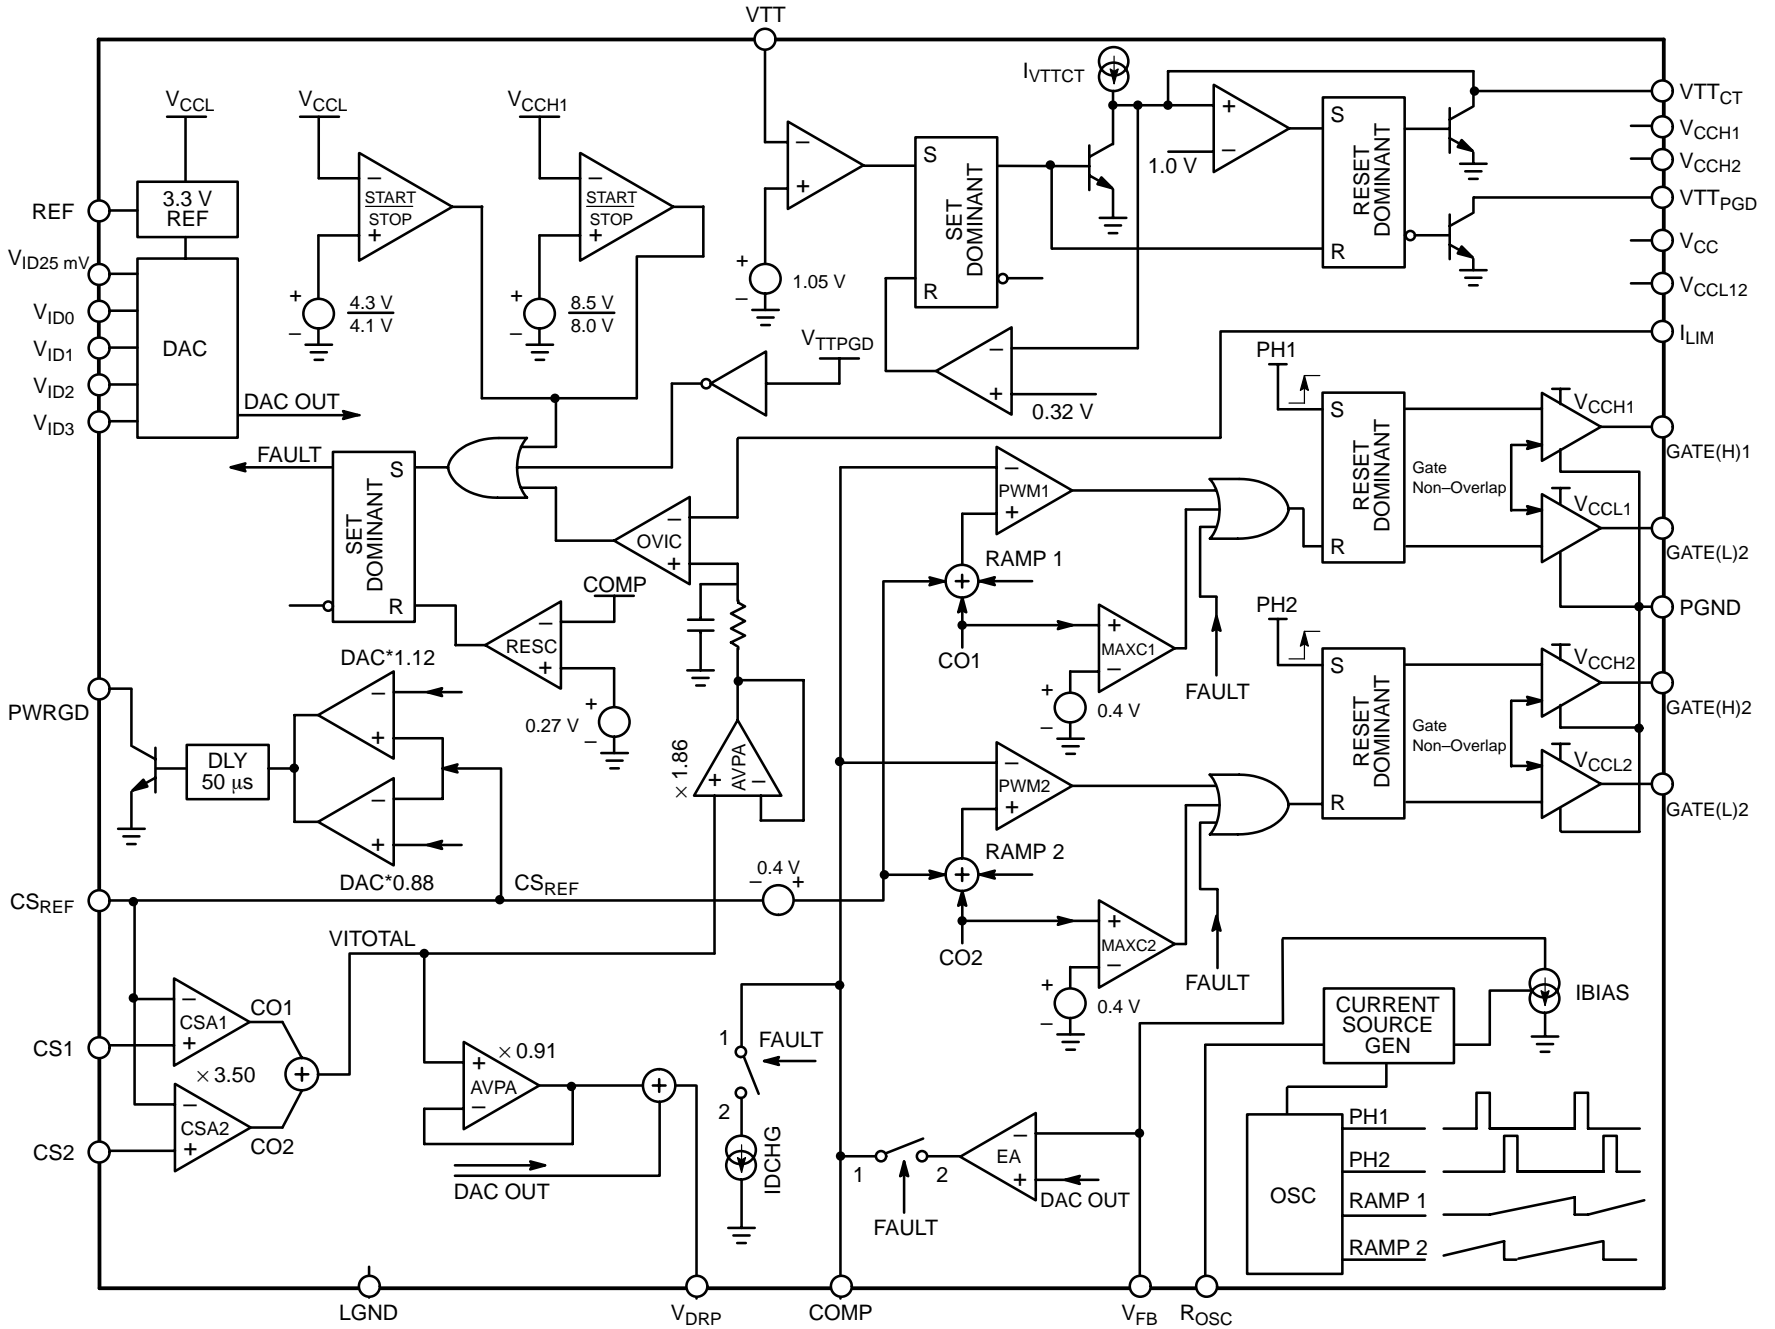 VTT
I_VTTCT
VTT_CT
V_CCL
V_CCL
V_CCH1
V_CCH1
V_CCH2
VTT_PGD
V_CC
V_CCL12
I_LIM
+
−
1.0 V
S
R
RESET DOMINANT
−
+
S
R
SET DOMINANT
+
−
1.05 V
−
+
0.32 V
REF
3.3 V
REF
−
START
STOP
+
−
START
STOP
+
+
−
4.3 V
4.1 V
+
−
8.5 V
8.0 V
V_ID25 mV
V_ID0
V_ID1
V_ID2
V_ID3
DAC
DAC OUT
V_TTPGD
FAULT
S
R
SET DOMINANT
−
OVIC
+
COMP
−
RESC
+
+
−
0.27 V
PWRGD
DLY
50 µs
DAC*1.12
−
+
−
+
DAC*0.88
× 1.86
+
AVPA
−
CS_REF
CS_REF
0.4 V
−
+
−
PWM1
+
RAMP 1
+
CO1
+
MAXC1
−
+
−
0.4 V
FAULT
−
PWM2
+
RAMP 2
+
CO2
+
MAXC2
−
+
−
0.4 V
FAULT
PH1
S
R
RESET DOMINANT
Gate
Non–Overlap
V_CCH1
V_CCL1
GATE(H)1
GATE(L)2
PGND
PH2
S
R
RESET DOMINANT
Gate
Non–Overlap
V_CCH2
V_CCL2
GATE(H)2
GATE(L)2
VITOTAL
CS1
CS2
−
CSA1
+
CO1
× 3.50
−
CSA2
+
CO2
+
× 0.91
+
AVPA
−
+
DAC OUT
1
FAULT
2
IDCHG
1
2
FAULT
−
EA
+
DAC OUT
CURRENT
SOURCE
GEN
IBIAS
OSC
PH1
PH2
RAMP 1
RAMP 2
LGND
V_DRP
COMP
V_FB
R_OSC